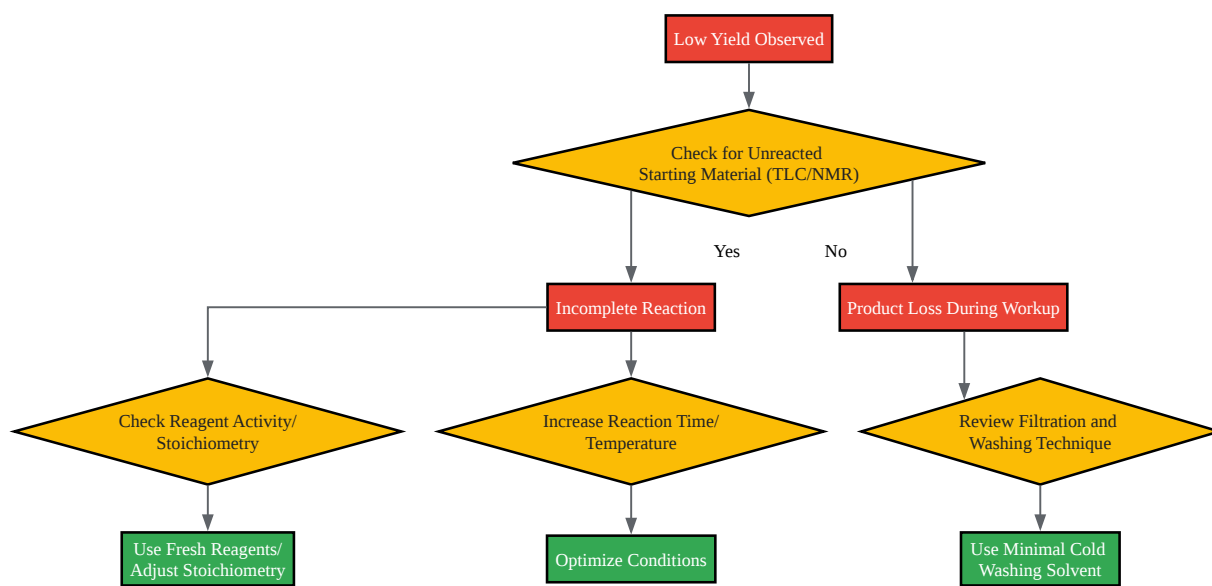 Low Yield Observed
Check for Unreacted
Starting Material (TLC/NMR)
Yes
No
Incomplete Reaction
Product Loss During Workup
Check Reagent Activity/
Stoichiometry
Increase Reaction Time/
Temperature
Review Filtration and
Washing Technique
Use Fresh Reagents/
Adjust Stoichiometry
Optimize Conditions
Use Minimal Cold
Washing Solvent